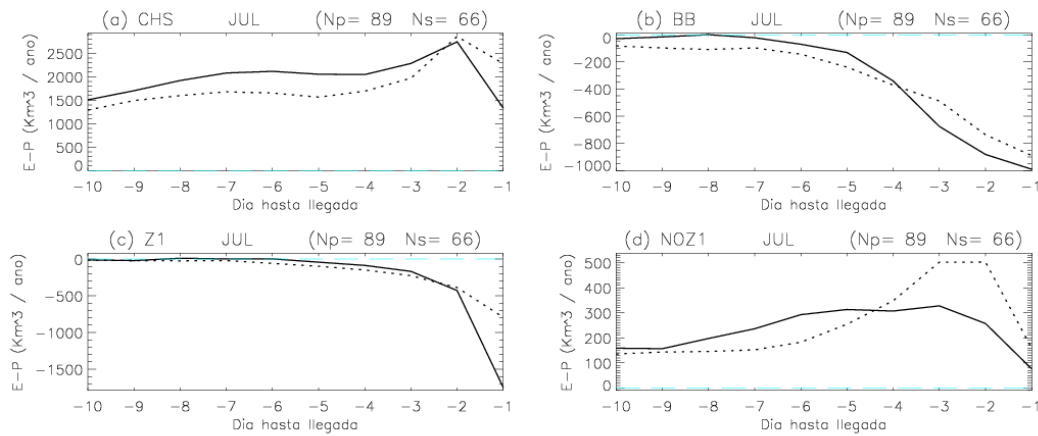 (a) CHS JUL (Np= 89 Ns= 66)
E-P (Km^3 / ano)
2500
2000
1500
1000
500
0
-10 -9 -8 -7 -6 -5 -4 -3 -2 -1
Dia hasta llegada
(b) BB JUL (Np= 89 Ns= 66)
E-P (Km^3 / ano)
0
-200
-400
-600
-800
-1000
-10 -9 -8 -7 -6 -5 -4 -3 -2 -1
Dia hasta llegada
(c) Z1 JUL (Np= 89 Ns= 66)
E-P (Km^3 / ano)
0
-500
-1000
-1500
-10 -9 -8 -7 -6 -5 -4 -3 -2 -1
Dia hasta llegada
(d) NOZ1 JUL (Np= 89 Ns= 66)
E-P (Km^3 / ano)
500
400
300
200
100
0
-10 -9 -8 -7 -6 -5 -4 -3 -2 -1
Dia hasta llegada